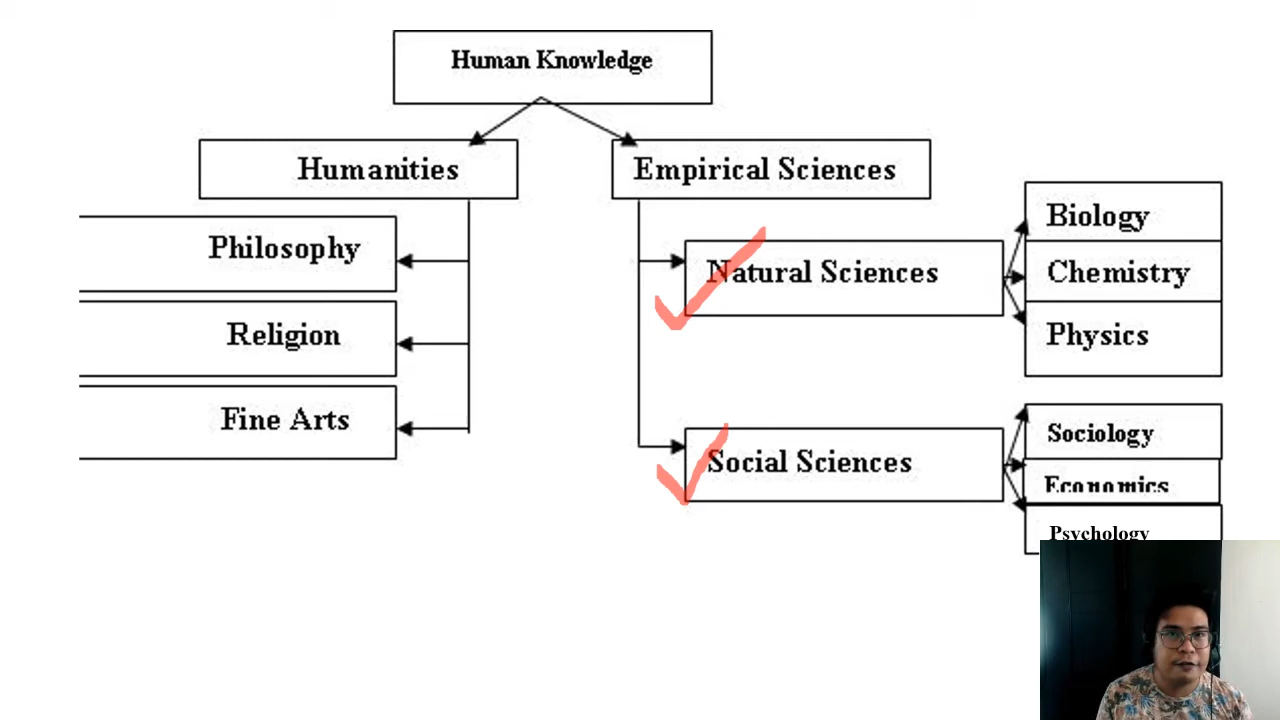 Human Knowledge
Humanities
Empirical Sciences
Philosophy
Religion
Fine Arts
Natural Sciences
Biology
Chemistry
Physics
Social Sciences
Sociology
Economics
Psychology